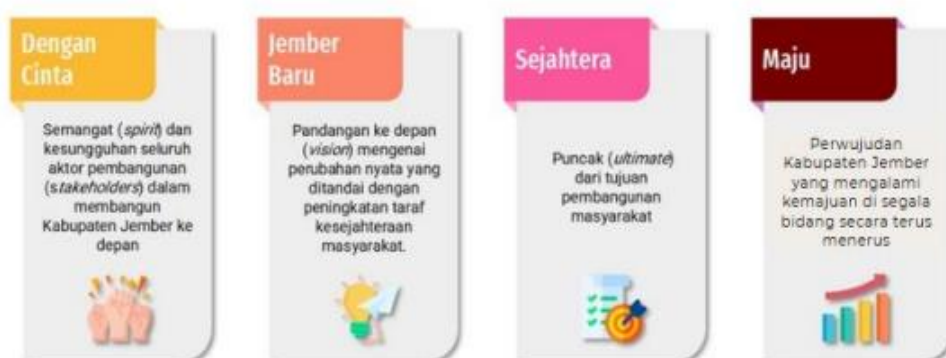 Dengan
Cinta
Semangat (spirit) dan
kesungguhan seluruh
aktor pembangunan
(stakeholders) dalam
membangun
Kabupaten Jember ke
depan
Jember
Baru
Pandangan ke depan
(vision) mengenai
perubahan nyata yang
ditandai dengan
peningkatan taraf
kesejahteraan
masyarakat.
Sejahtera
Puncak (ultimate)
dari tujuan
pembangunan
masyarakat
Maju
Perwujudan
Kabupaten Jember
yang mengalami
kemajuan di segala
bidang secara terus
menerus